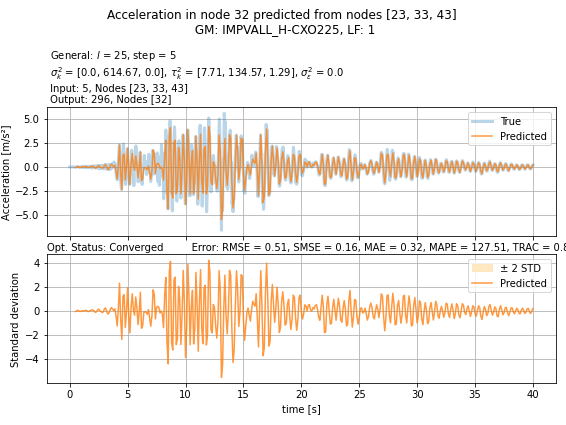 Acceleration in node 32 predicted from nodes [23, 33, 43]
GM: IMPVALL_H-CXO225, LF: 1
General: l = 25, step = 5
σ²ₖ = [0.0, 614.67, 0.0], τ²ₖ = [7.71, 134.57, 1.29], σ²ε = 0.0
Input: 5, Nodes [23, 33, 43]
Output: 296, Nodes [32]
Acceleration [m/s²]
5.0
2.5
0.0
−2.5
−5.0
True
Predicted
Opt. Status: Converged Error: RMSE = 0.51, SMSE = 0.16, MAE = 0.32, MAPE = 127.51, TRAC = 0.8
Standard deviation
4
2
0
−2
−4
± 2 STD
Predicted
0 5 10 15 20 25 30 35 40
time [s]